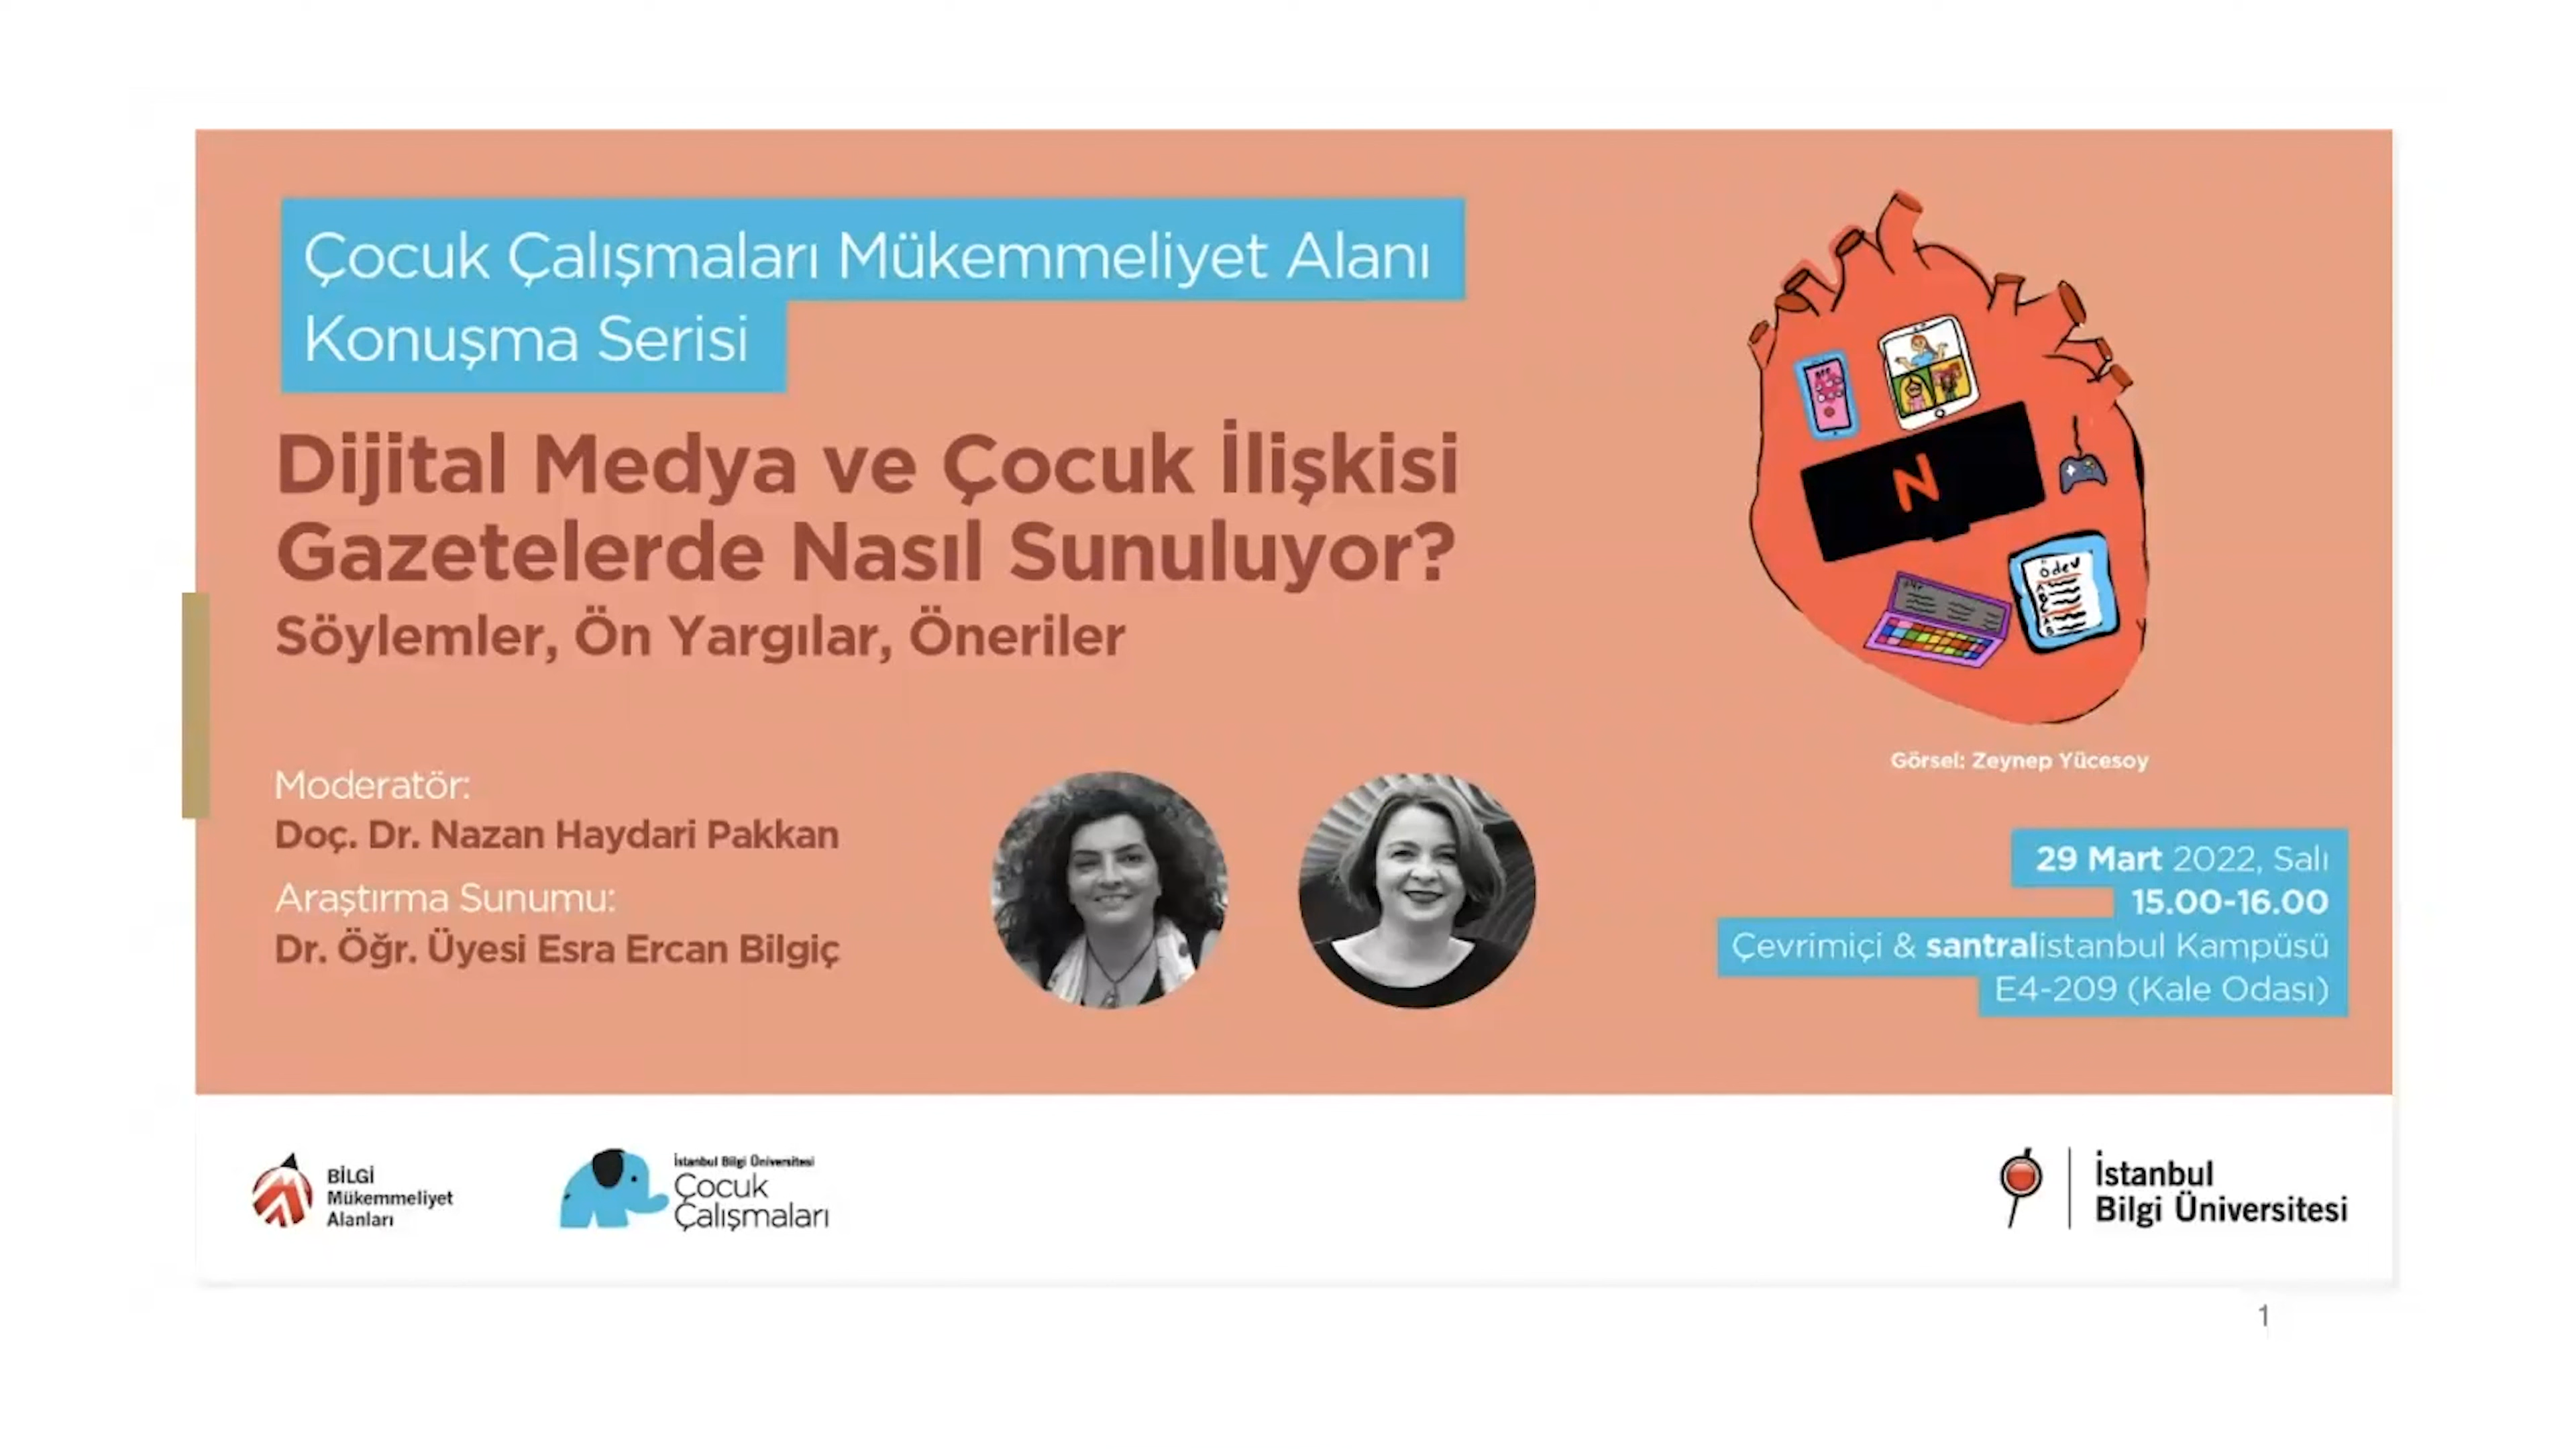 Çocuk Çalışmaları Mükemmeliyet Alanı
Konuşma Serisi
Dijital Medya ve Çocuk İlişkisi
Gazetelerde Nasıl Sunuluyor?
Söylemler, Ön Yargılar, Öneriler
Moderatör:
Doç. Dr. Nazan Haydari Pakkan
Araştırma Sunumu:
Dr. Öğr. Üyesi Esra Ercan Bilgiç
N
ödev
Görsel: Zeynep Yücesoy
29 Mart 2022, Salı
15.00-16.00
Çevrimiçi & santralistanbul Kampüsü
E4-209 (Kale Odası)
BİLGİ
Mükemmeliyet
Alanları
İstanbul Bilgi Üniversitesi
Çocuk
Çalışmaları
İstanbul
Bilgi Üniversitesi
1